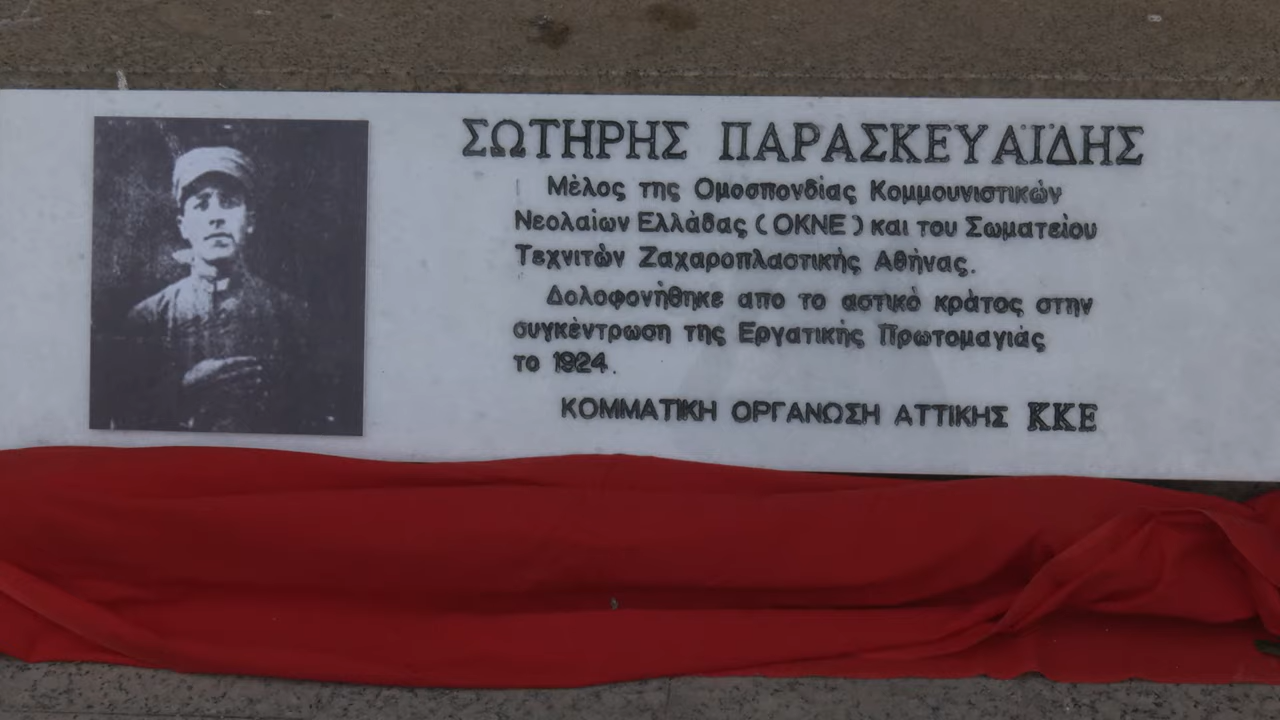 ΣΩΤΗΡΗΣ ΠΑΡΑΣΚΕΥΑΪΔΗΣ
Μέλος της Ομοσπονδίας Κομμουνιστικών
Νεολαίων Ελλάδας (ΟΚΝΕ) και του Σωματείου
Τεχνιτών Ζαχαροπλαστικής Αθήνας.
Δολοφονήθηκε απο το αστικό κράτος στην
συγκέντρωση της Εργατικής Πρωτομαγιάς
το 1924.
ΚΟΜΜΑΤΙΚΗ ΟΡΓΑΝΩΣΗ ΑΤΤΙΚΗΣ ΚΚΕ